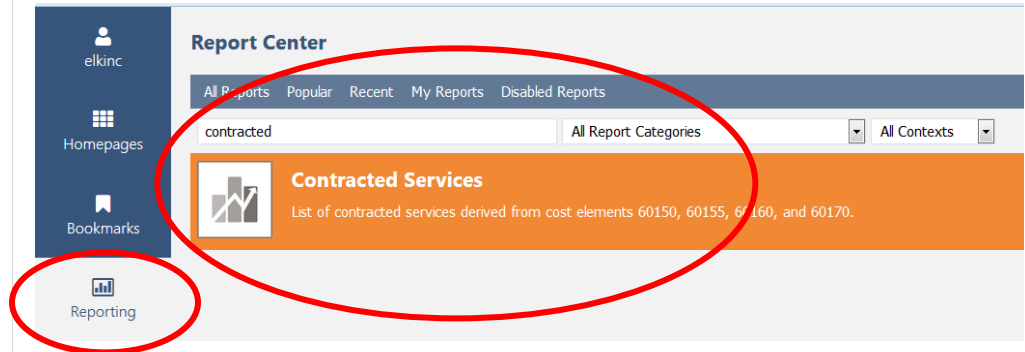 elkinc
Homepages
Bookmarks
Reporting
Report Center
All Reports Popular Recent My Reports Disabled Reports
contracted All Report Categories All Contexts
Contracted Services
List of contracted services derived from cost elements 60150, 60155, 60160, and 60170.